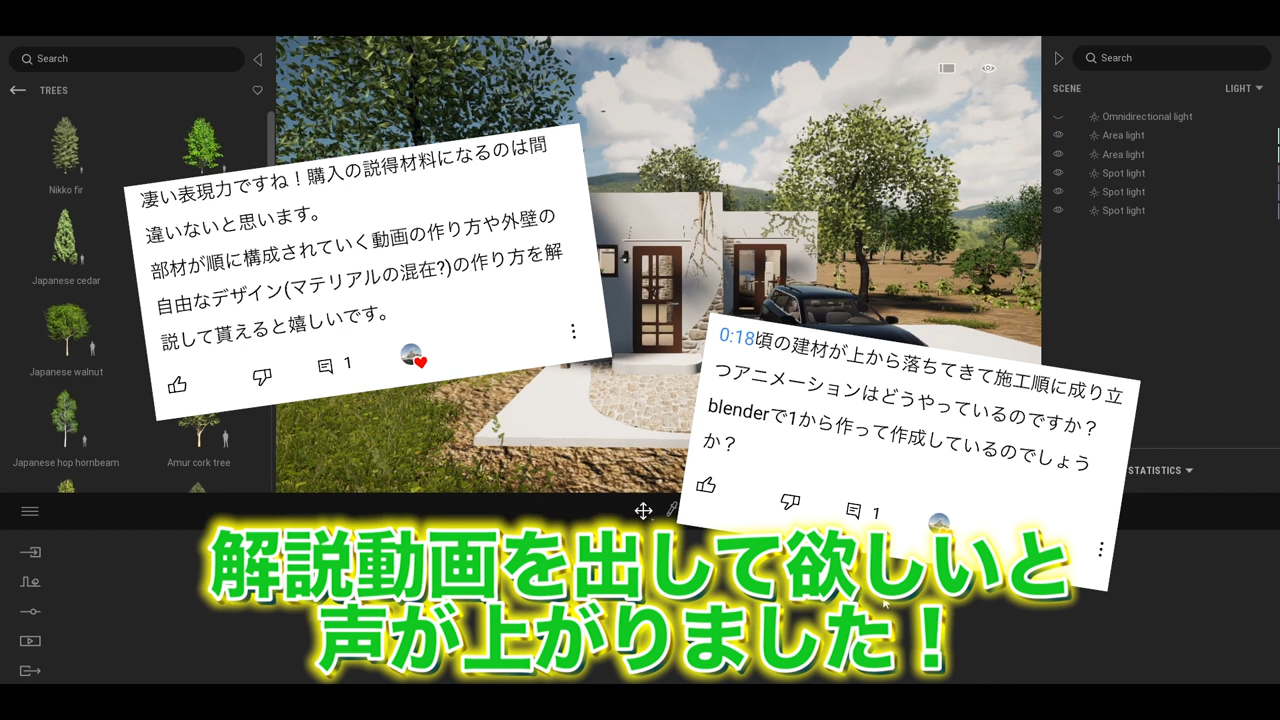 Search
TREES
Nikko fir
Japanese cedar
Japanese walnut
Japanese hop hornbeam
Amur cork tree
凄い表現力ですね！購入の説得材料になるのは間
違いないと思います。
部材が順に構成されていく動画の作り方や外壁の
自由なデザイン(マテリアルの混在?)の作り方を解
説して貰えると嬉しいです。
1
Search
SCENE
LIGHT
Omnidirectional light
Area light
Area light
Spot light
Spot light
Spot light
0:18頃の建材が上から落ちてきて施工順に成り立
つアニメーションはどうやっているのですか？
blenderで1から作って作成しているのでしょう
か？
1
STATISTICS
解説動画を出して欲しいと
声が上がりました！